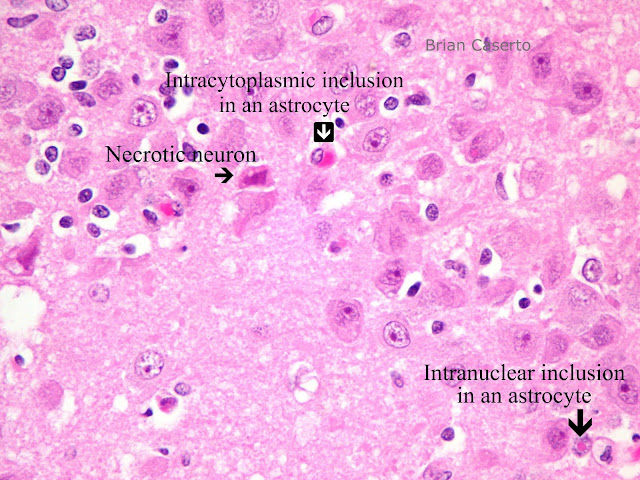 Brian Caserto
Intracytoplasmic inclusion
in an astrocyte
Necrotic neuron
Intranuclear inclusion
in an astrocyte